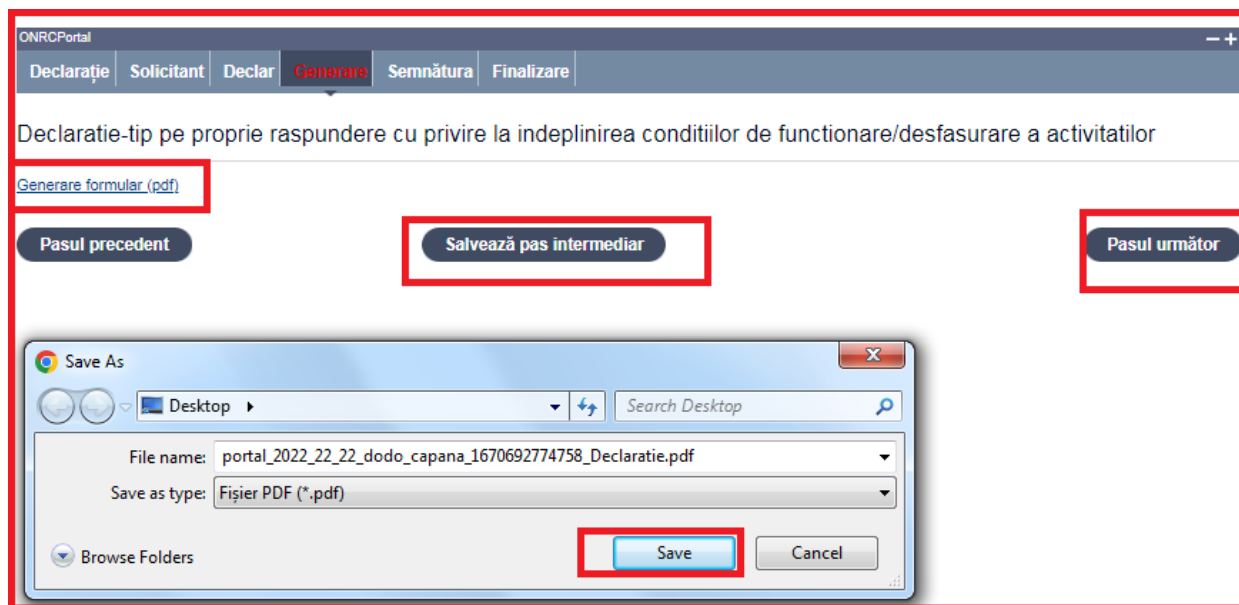 ONRCPortal
Declarație Solicitant Declar Generare Semnătura Finalizare
Declaratie-tip pe proprie raspundere cu privire la indeplinirea conditiilor de functionare/desfasurare a activitatilor
Generare formular (pdf)
Pasul precedent Salvează pas intermediar Pasul următor
Save As
Desktop Search Desktop
File name: portal_2022_22_22_dodo_capana_1670692774758_Declaratie.pdf
Save as type: Fișier PDF (*.pdf)
Browse Folders Save Cancel